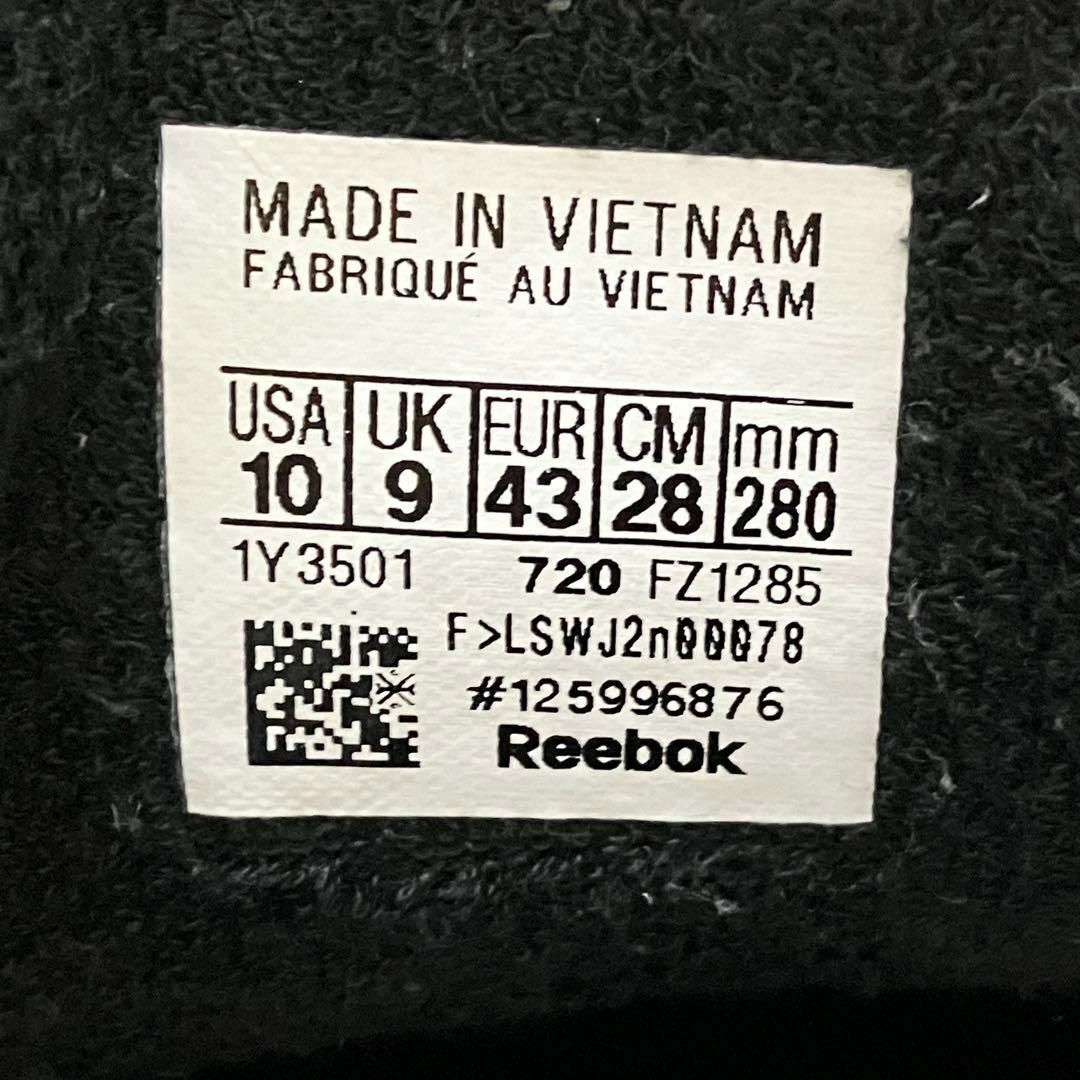 MADE IN VIETNAM
FABRIQUÉ AU VIETNAM
USA UK EUR CM mm
10 9 43 28 280
1Y3501 720 FZ1285
F>LSWJ2n00078
#125996876
Reebok